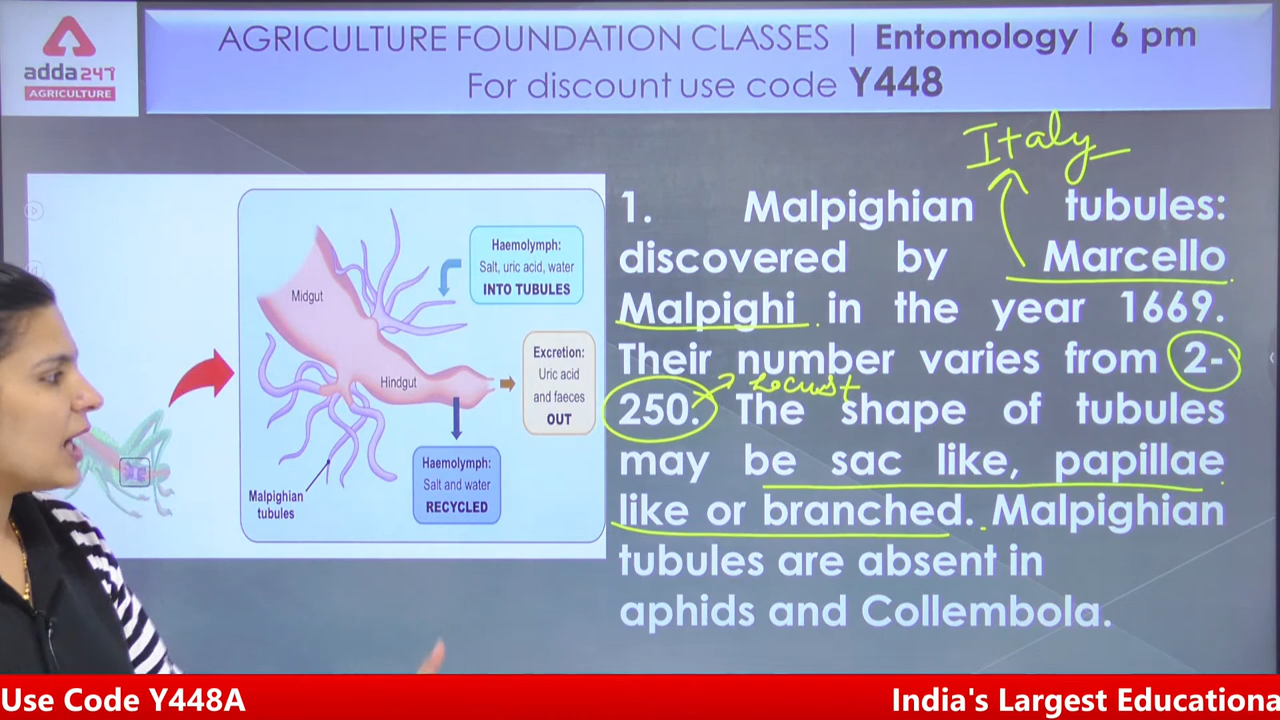 AGRICULTURE FOUNDATION CLASSES | Entomology| 6 pm
For discount use code Y448
adda 247
AGRICULTURE
Italy
1. Malpighian tubules:
discovered by Marcello
Malpighi in the year 1669.
Their number varies from 2-
250. The shape of tubules
Locust
may be sac like, papillae
like or branched. Malpighian
tubules are absent in
aphids and Collembola.
Haemolymph:
Salt, uric acid, water
INTO TUBULES
Midgut
Excretion:
Uric acid
and faeces
OUT
Hindgut
Haemolymph:
Salt and water
RECYCLED
Malpighian
tubules
Use Code Y448A
India's Largest Educationa